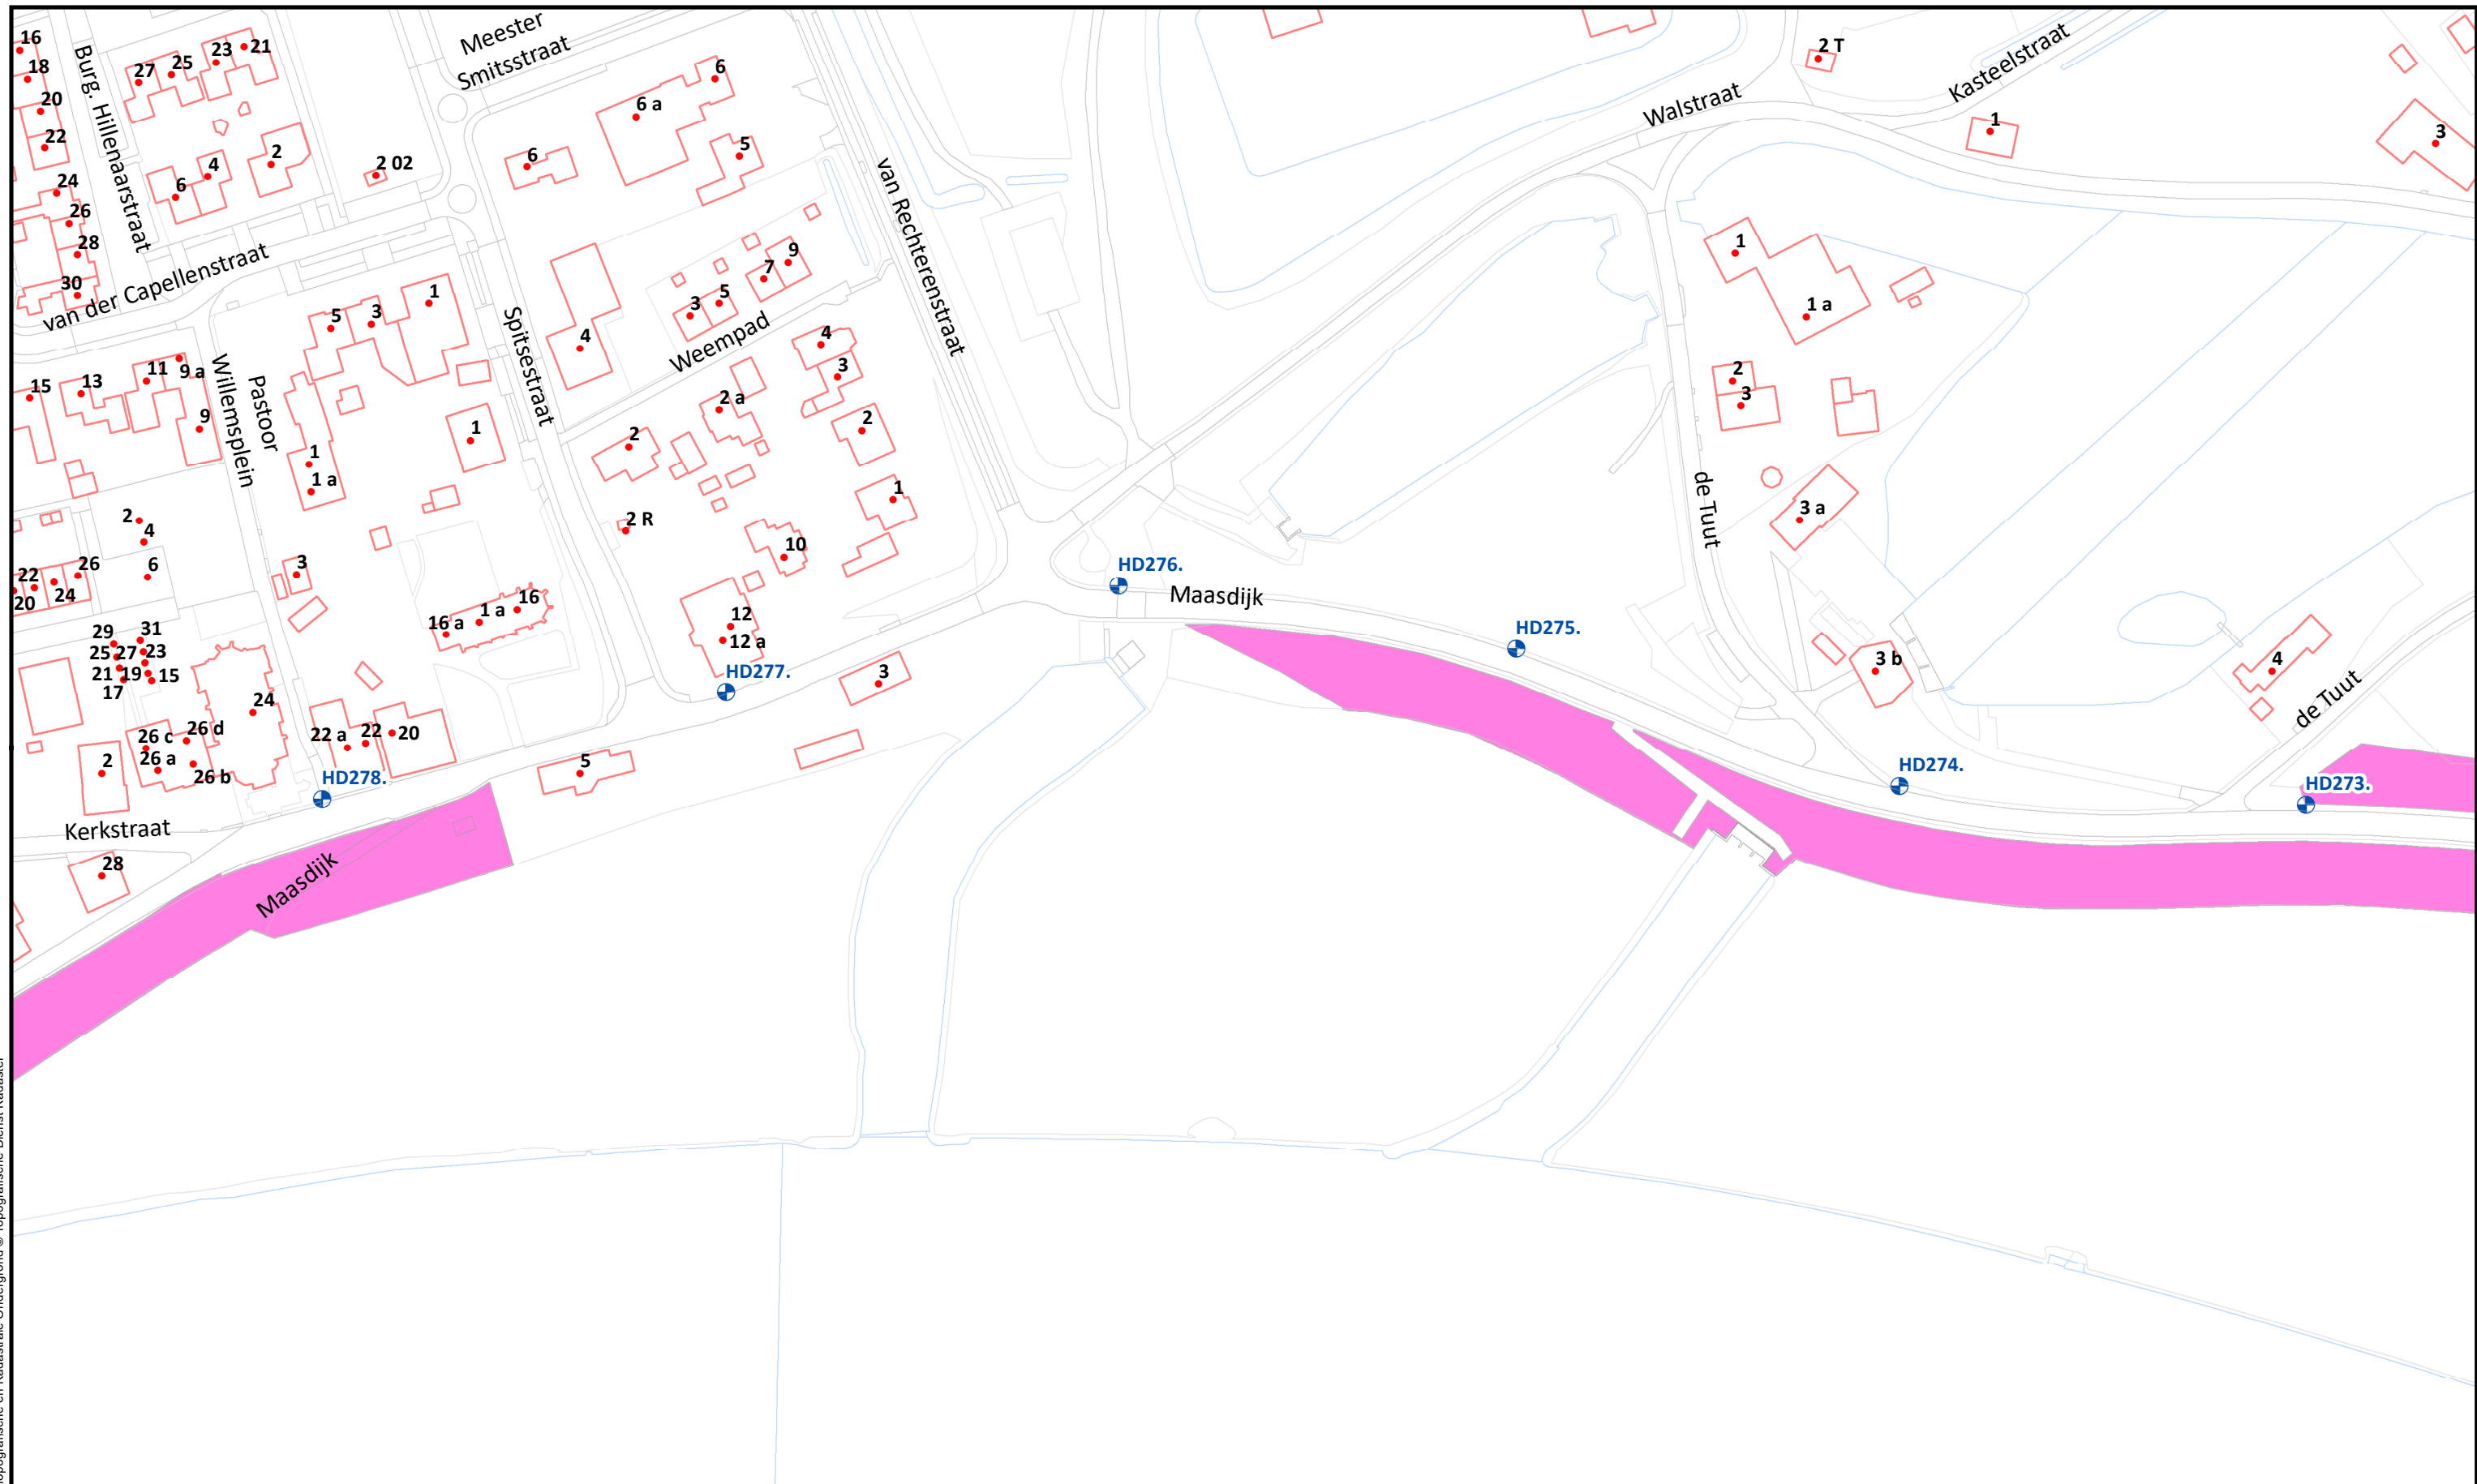 Meester
Smitsstraat
Burg. Hillenaarstraat
van der Capellenstraat
Pastoor
Willemsplein
Spitsestraat
Weempad
van Rechterenstraat
Walstraat
Kasteelstraat
de Tuut
de Tuut
Maasdijk
Maasdijk
Kerkstraat
HD278.
HD277.
HD276.
HD275.
HD274.
HD273.
16
18
20
22
24
26
28
30
27
25
23
21
6
4
2
2 02
6
6 a
6
5
2 T
1
3
1
1 a
2
3
3 a
3 b
4
9
7
5
3
4
4
3
2 a
2
2
1
2 R
10
12
12 a
3
5
5
3
1
1
1
1 a
3
16
1 a
16 a
15
13
11
9 a
9
2
4
6
22
20
24
26
29
31
25
27
23
21
19
15
17
24
26 c
26 d
26 a
26 b
2
22 a
22
20
28